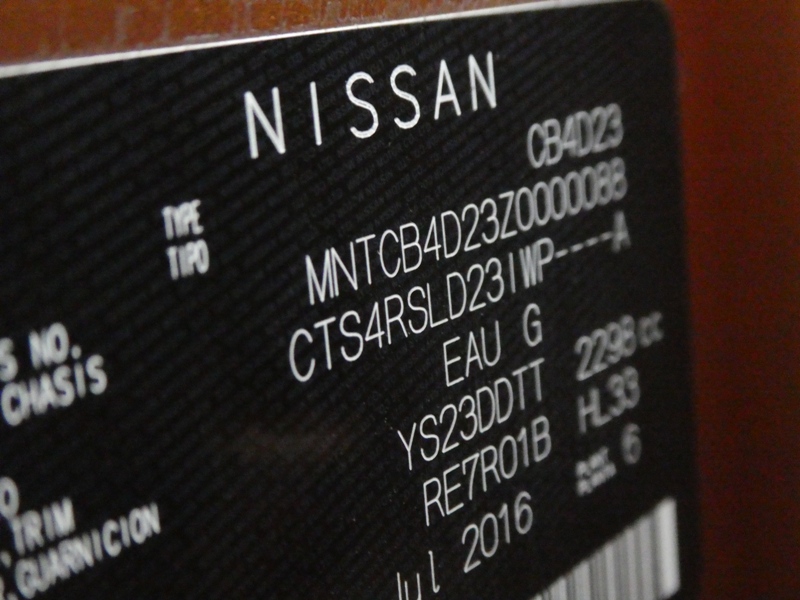 NISSAN
TYPE CB4D23
TIPO
MNTCB4D23Z0000088
S NO. CTS4RSLD23IWP----A
CHASIS
EAU G
YS23DDTT 2298 cc
O RE7R01B HL33
TRIM
GUARNICION
Jul 2016 PLANT 6